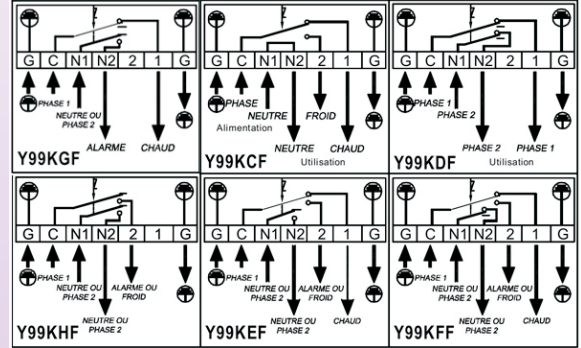 G C N1 N2 2 1 G
PHASE 1
NEUTRE OU
PHASE 2
ALARME CHAUD
Y99KGF
G C N1 N2 2 1 G
PHASE
NEUTRE FROID
Alimentation
NEUTRE CHAUD
Utilisation
Y99KCF
G C N1 N2 2 1 G
PHASE 1
PHASE 2
PHASE 2 PHASE 1
Utilisation
Y99KDF
G C N1 N2 2 1 G
PHASE 1
NEUTRE OU
PHASE 2
ALARME OU
FROID
NEUTRE OU
PHASE 2
Y99KHF
G C N1 N2 2 1 G
PHASE 1
NEUTRE OU
PHASE 2
ALARME OU
FROID
NEUTRE OU
PHASE 2
CHAUD
Y99KEF
G C N1 N2 2 1 G
PHASE 1
NEUTRE OU
PHASE 2
ALARME OU
FROID
NEUTRE OU
PHASE 2
CHAUD
Y99KFF